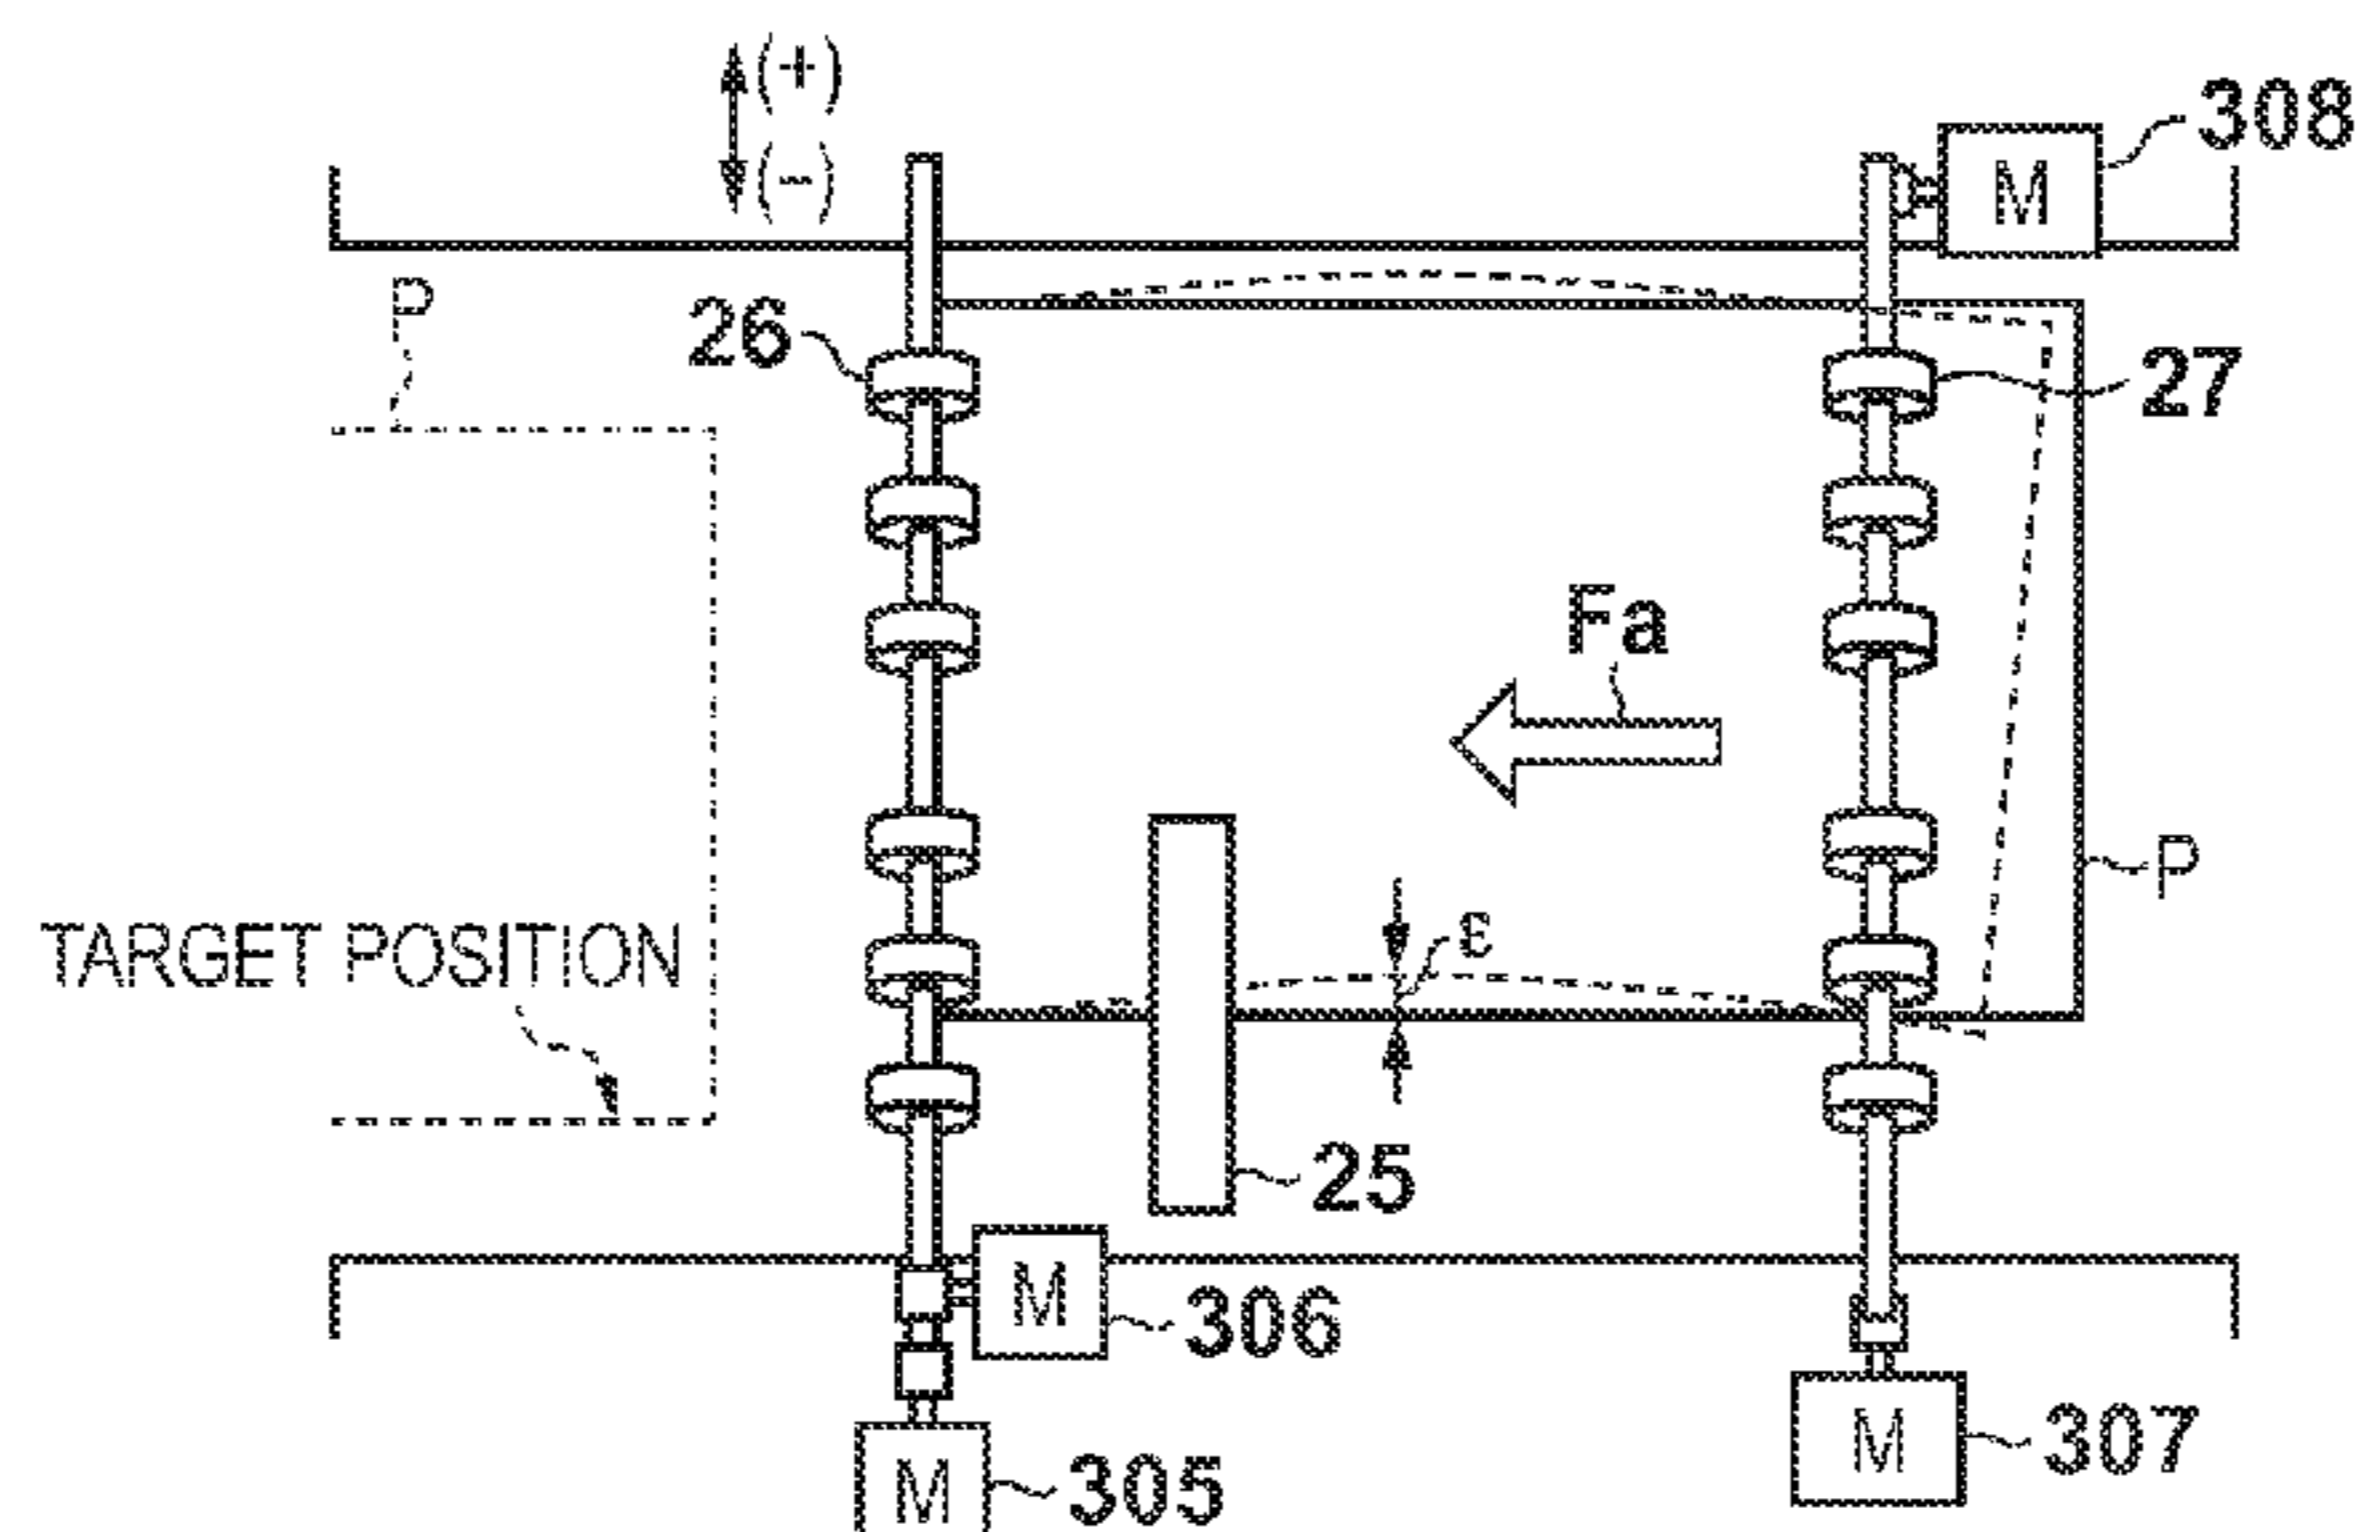 (+)
(-)
308
M
P
26
27
Fa
P
TARGET POSITION
ε
25
M
306
M
305
M
307